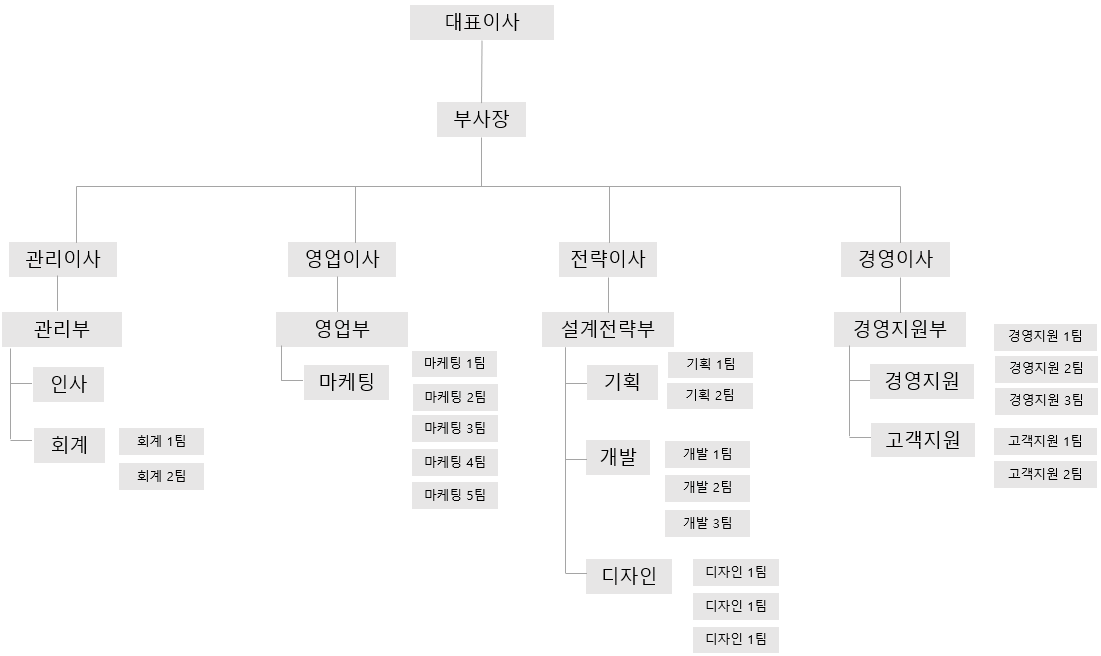 대표이사
부사장
관리이사
영업이사
전략이사
경영이사
관리부
인사
회계
회계 1팀
회계 2팀
영업부
마케팅
마케팅 1팀
마케팅 2팀
마케팅 3팀
마케팅 4팀
마케팅 5팀
설계전략부
기획
기획 1팀
기획 2팀
개발
개발 1팀
개발 2팀
개발 3팀
디자인
디자인 1팀
디자인 1팀
디자인 1팀
경영지원부
경영지원
경영지원 1팀
경영지원 2팀
경영지원 3팀
고객지원
고객지원 1팀
고객지원 2팀